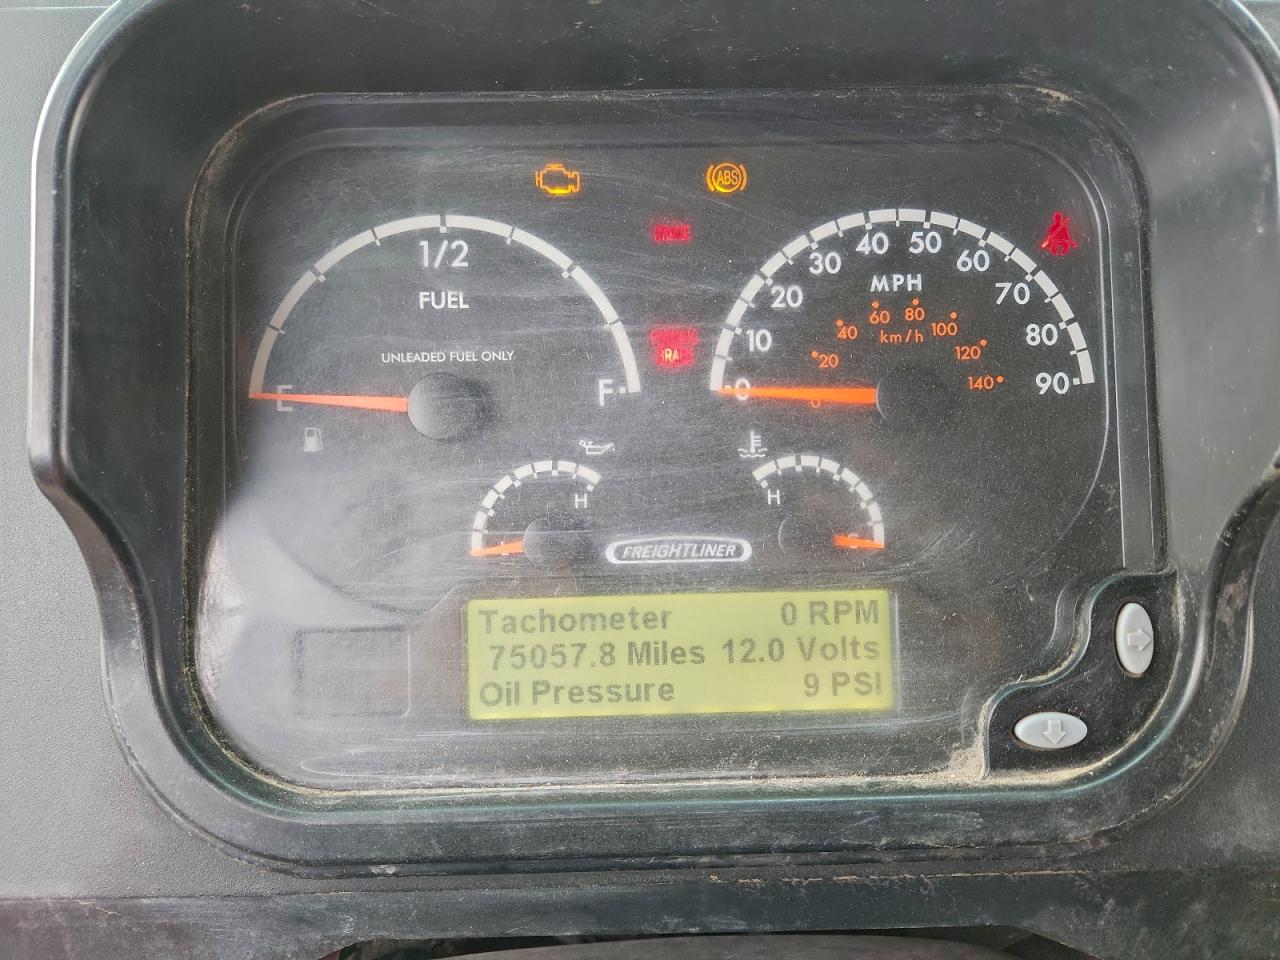 ABS
BRAKE
PARKING
BRAKE
1/2
FUEL
UNLEADED FUEL ONLY
E
F
0 10 20 30 40 50 60 70 80 90
MPH
20 40 60 80 100 120 140
km/h
0
H
H
FREIGHTLINER
Tachometer 0 RPM
75057.8 Miles 12.0 Volts
Oil Pressure 9 PSI